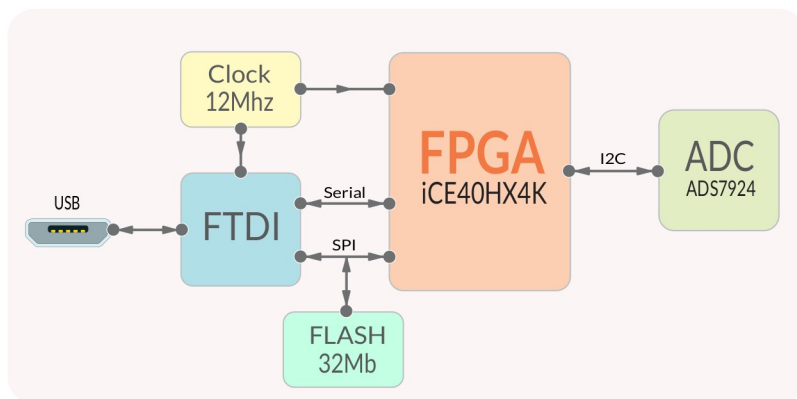 Clock
12Mhz
FPGA
iCE40HX4K
I2C
ADC
ADS7924
USB
FTDI
Serial
SPI
FLASH
32Mb